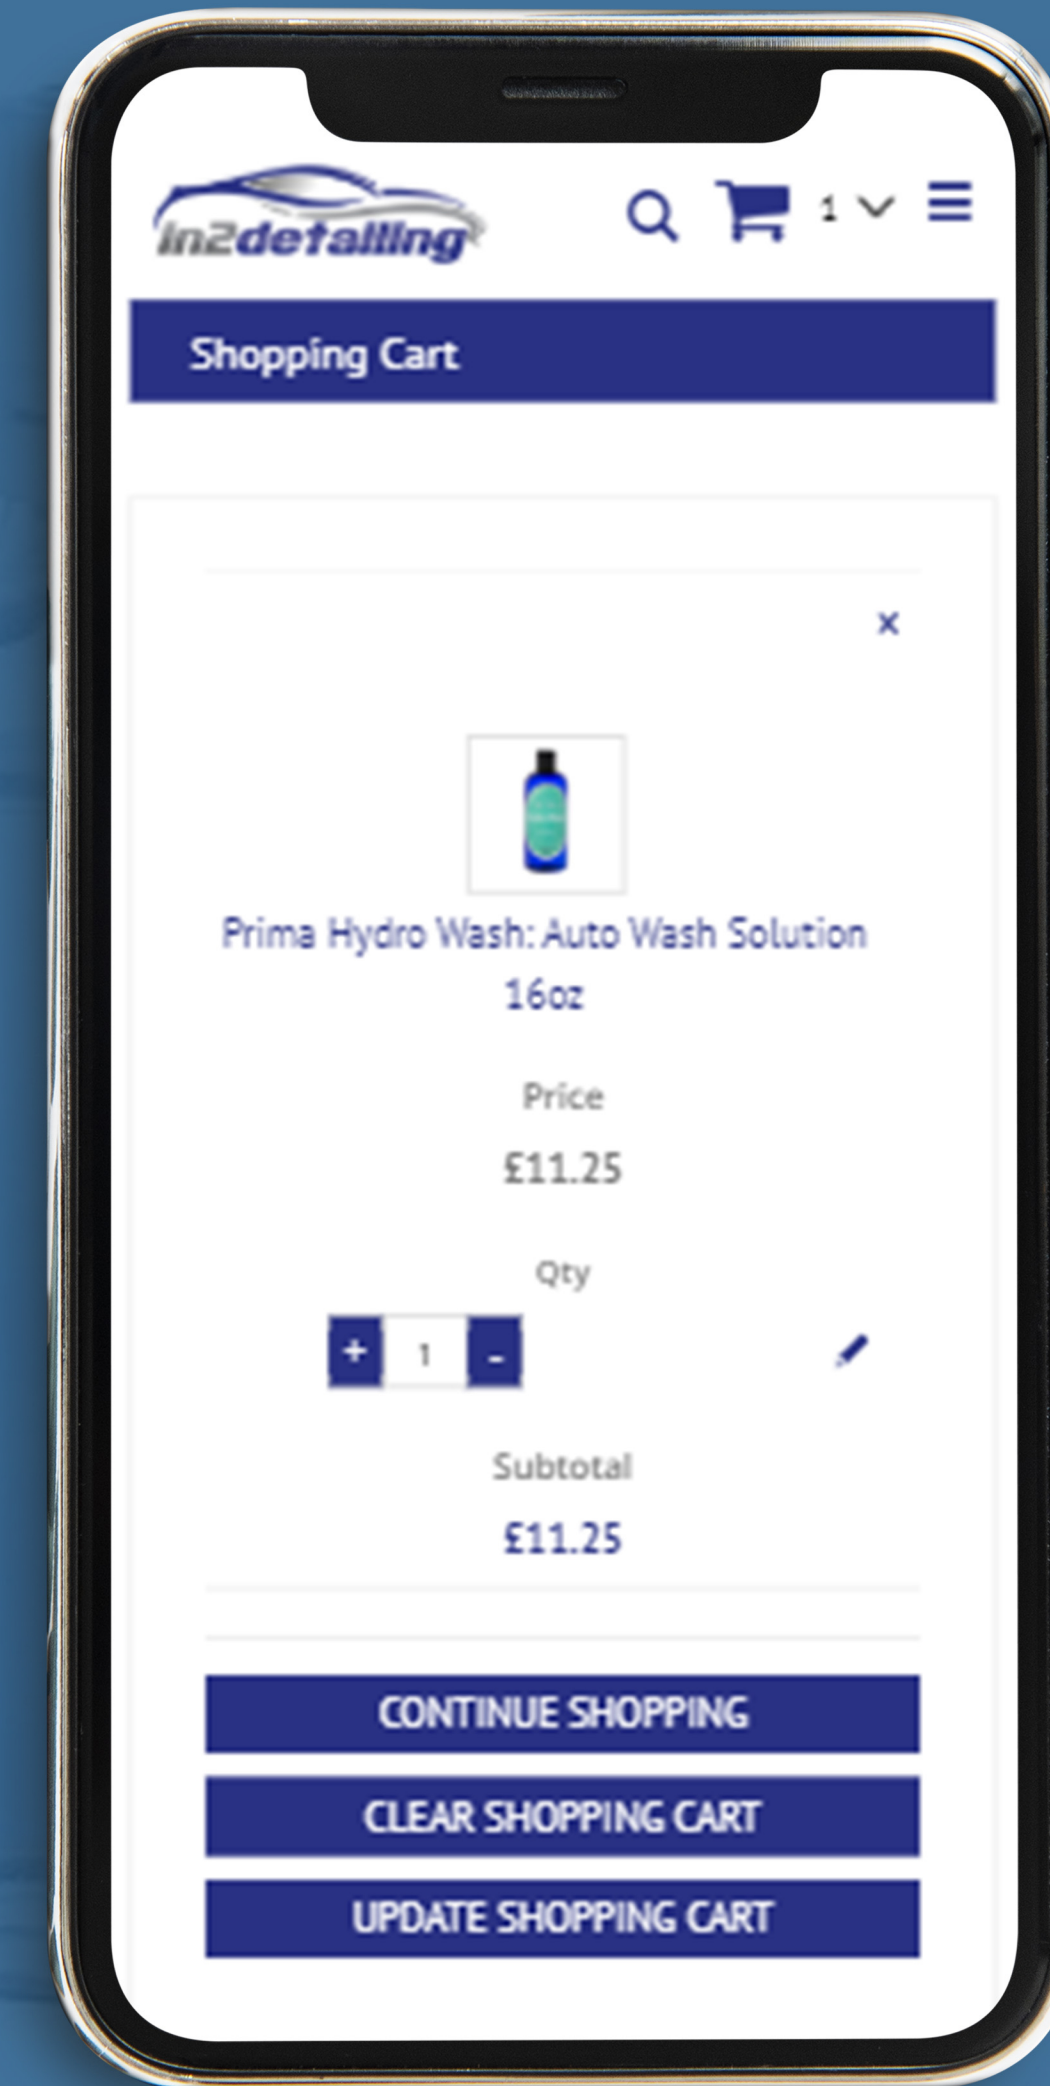 in2detailing
1
Shopping Cart
x
Prima Hydro Wash: Auto Wash Solution
16oz
Price
£11.25
Qty
+ 1 -
Subtotal
£11.25
CONTINUE SHOPPING
CLEAR SHOPPING CART
UPDATE SHOPPING CART